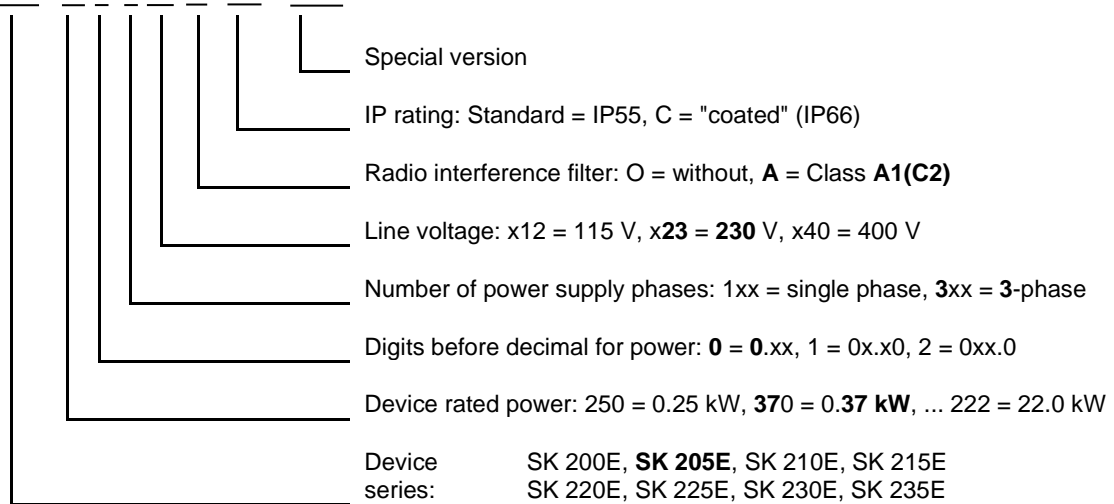 Special version
IP rating: Standard = IP55, C = "coated" (IP66)
Radio interference filter: O = without, A = Class A1(C2)
Line voltage: x12 = 115 V, x23 = 230 V, x40 = 400 V
Number of power supply phases: 1xx = single phase, 3xx = 3-phase
Digits before decimal for power: 0 = 0.xx, 1 = 0x.x0, 2 = 0xx.0
Device rated power: 250 = 0.25 kW, 370 = 0.37 kW, ... 222 = 22.0 kW
Device SK 200E, SK 205E, SK 210E, SK 215E
series: SK 220E, SK 225E, SK 230E, SK 235E